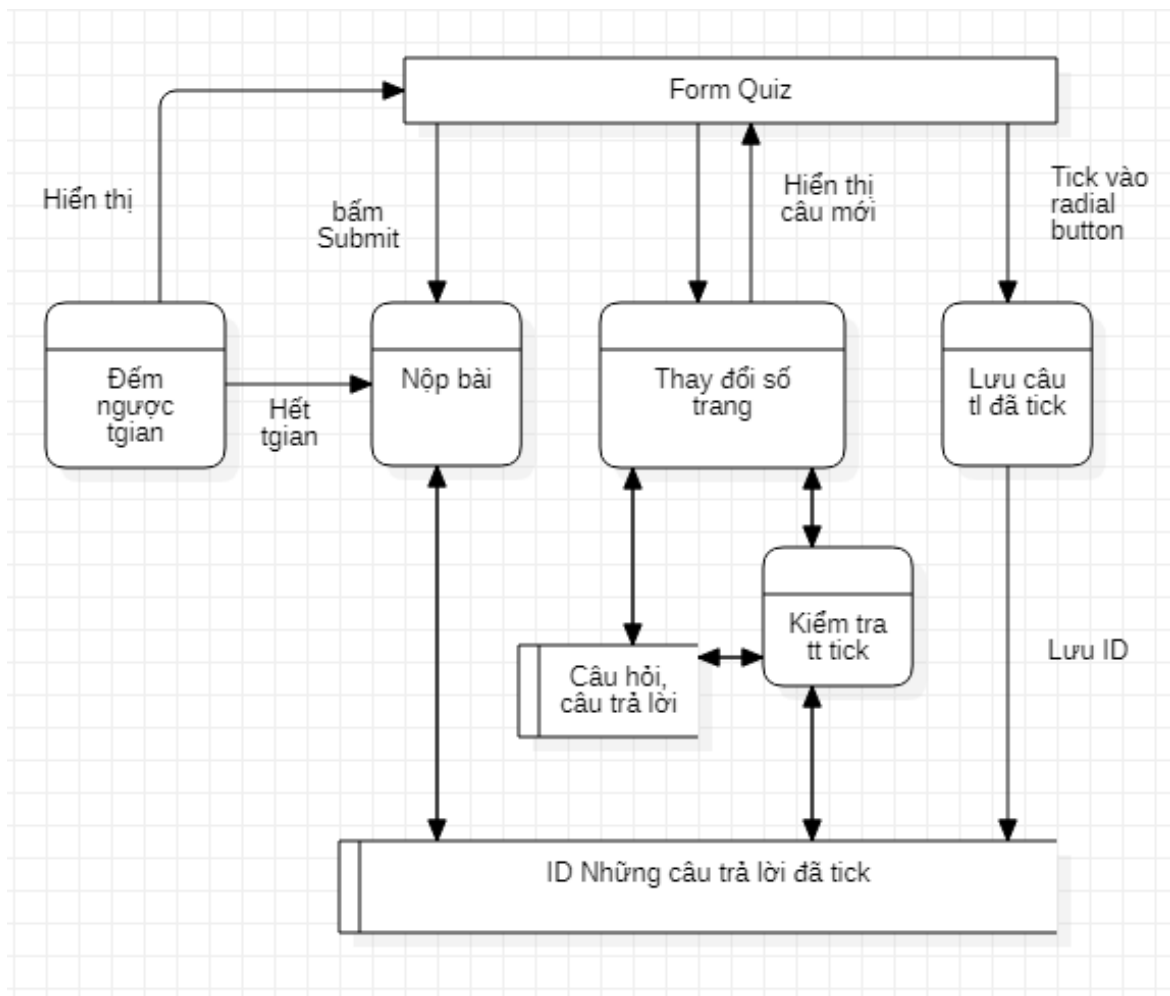 Form Quiz
Hiển thị
bấm
Submit
Hiển thị
câu mới
Tick vào
radial
button
Đếm
ngược
tgian
Hết
tgian
Nộp bài
Thay đổi số
trang
Lưu câu
tl đã tick
Kiểm tra
tt tick
Câu hỏi,
câu trả lời
Lưu ID
ID Những câu trả lời đã tick